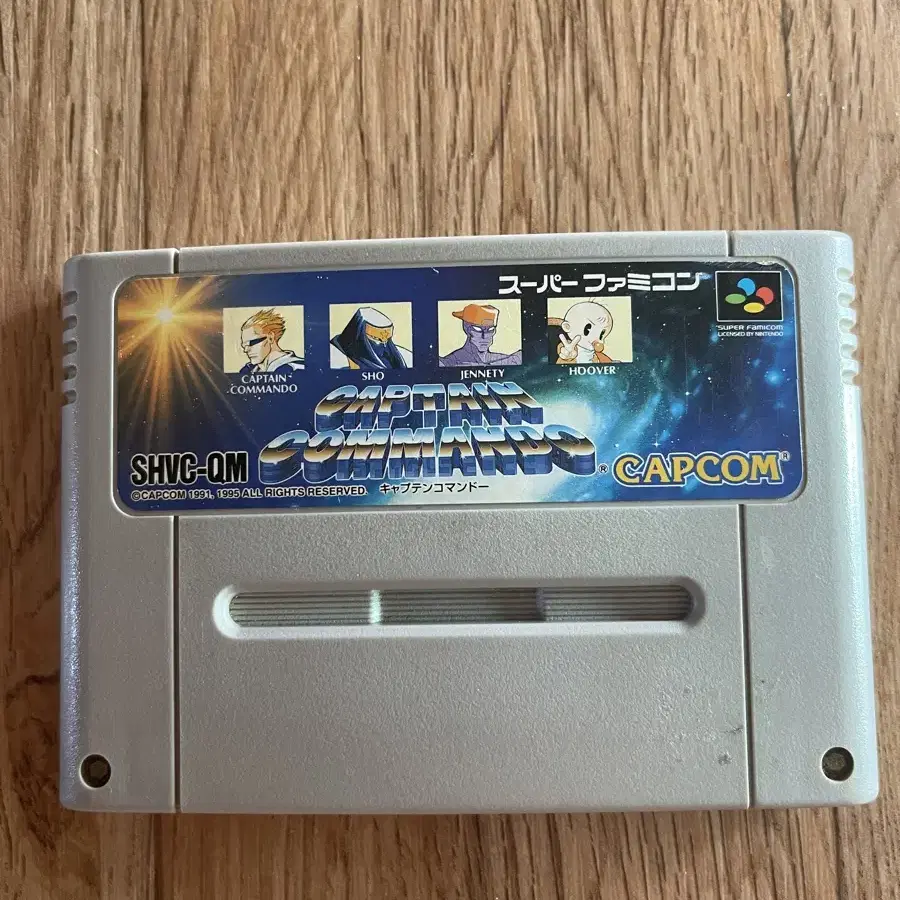 スーパーファミコン
SUPER FAMICOM
LICENSED BY NINTENDO
CAPTAIN
COMMANDO
SHO
JENNETY
HOOVER
CAPTAIN
COMMANDO®
SHVC-QM
CAPCOM®
©CAPCOM 1991, 1995 ALL RIGHTS RESERVED.
キャプテンコマンドー